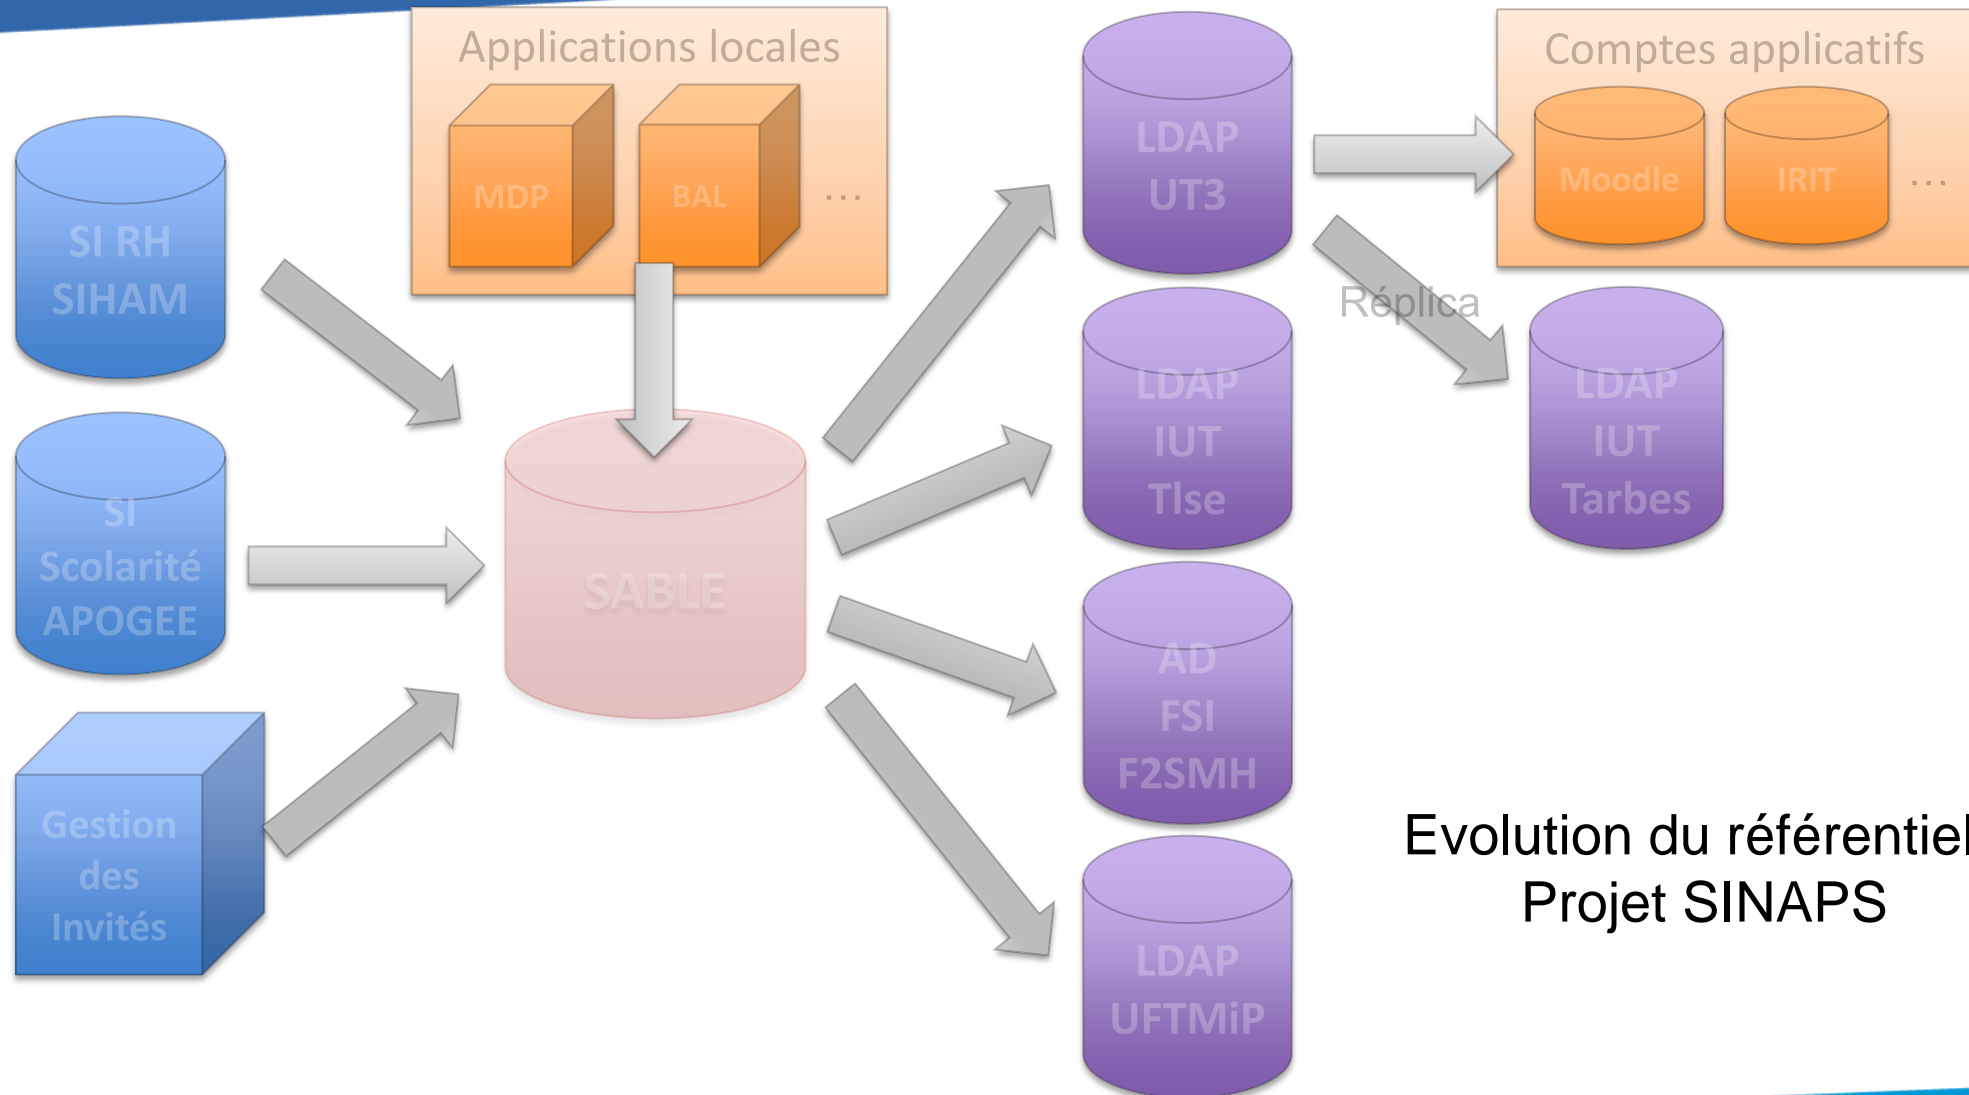 Applications locales
MDP
BAL
...
SI RH
SIHAM
SI
Scolarité
APOGEE
Gestion
des
Invités
SABLE
LDAP
UT3
LDAP
IUT
Tlse
AD
FSI
F2SMH
LDAP
UFTMiP
Comptes applicatifs
Moodle
IRIT
...
Réplica
LDAP
IUT
Tarbes
Evolution du référentiel
Projet SINAPS